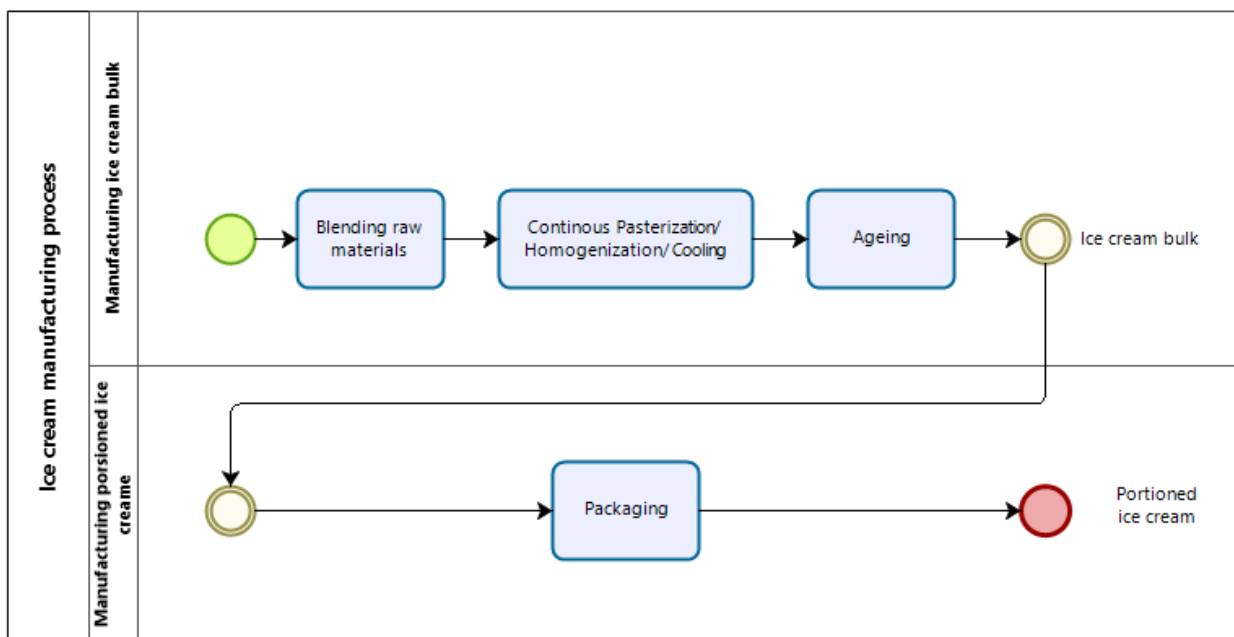 Ice cream manufacturing process
Manufacturing ice cream bulk
Blending raw
materials
Continous Pasterization/
Homogenization/Cooling
Ageing
Ice cream bulk
Manufacturing porsioned ice
creame
Packaging
Portioned
ice cream